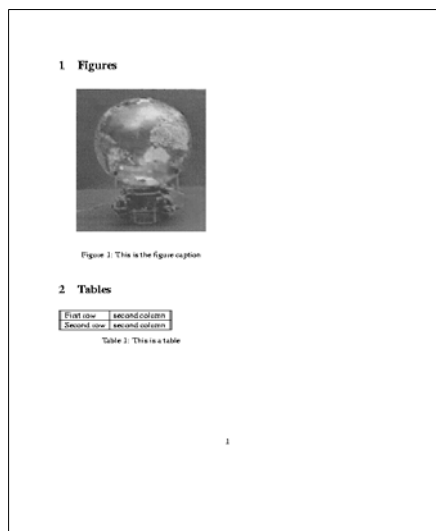 1 Figures
Figure 1: This is the figure caption
2 Tables
First row second column
Second row second column
Table 1: This is a table
1